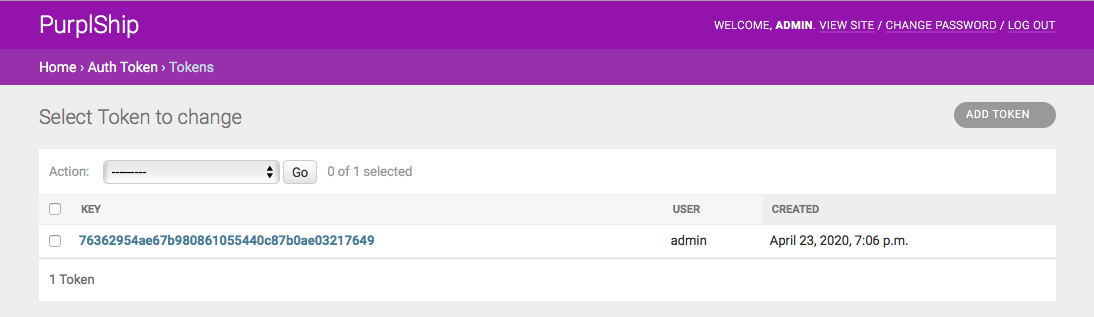 PurplShip
WELCOME, ADMIN. VIEW SITE / CHANGE PASSWORD / LOG OUT
Home › Auth Token › Tokens
Select Token to change
ADD TOKEN
Action: --------- Go 0 of 1 selected
KEY USER CREATED
76362954ae67b980861055440c87b0ae03217649 admin April 23, 2020, 7:06 p.m.
1 Token